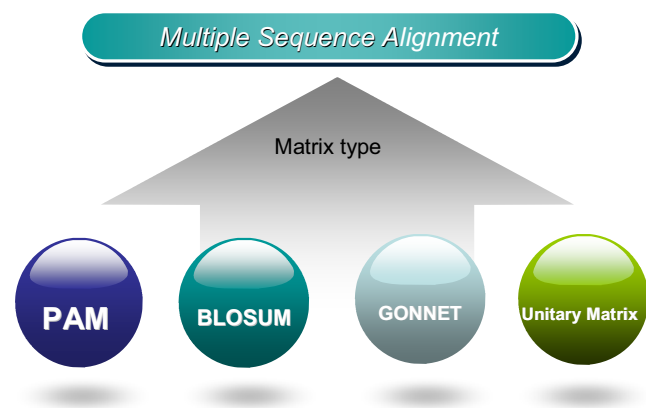 Multiple Sequence Alignment
Matrix type
PAM
BLOSUM
GONNET
Unitary Matrix